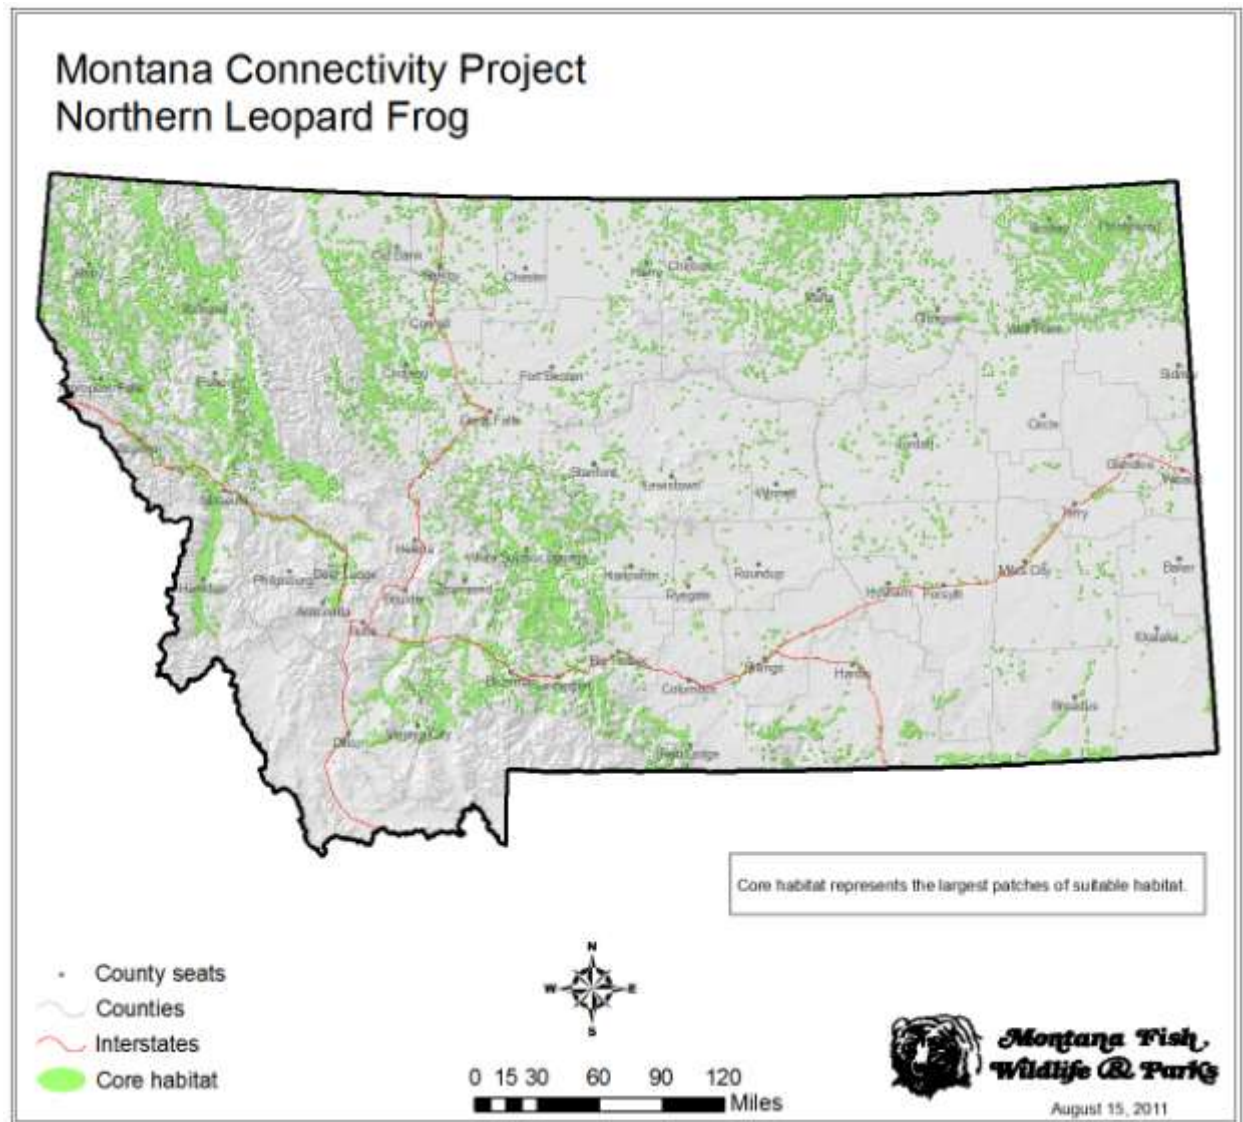 Montana Connectivity Project
Northern Leopard Frog
Cut Bank
Shelby
Chester
Havre
Chinook
Malta
Glasgow
Wolf Point
Scobey
Plentywood
Libby
Kalispell
Conrad
Thompson Falls
Polson
Choteau
Fort Benton
Sidney
Great Falls
Circle
Jordan
Stanford
Lewistown
Winnett
Glendive
Wibaux
Superior
Missoula
Terry
Helena
White Sulphur Springs
Philipsburg
Deer Lodge
Hamilton
Townsend
Harlowton
Roundup
Miles City
Baker
Anaconda
Boulder
Ryegate
Hysham
Forsyth
Butte
Ekalaka
Bozeman
Livingston
Big Timber
Columbus
Billings
Hardin
Broadus
Dillon
Virginia City
Red Lodge
Core habitat represents the largest patches of suitable habitat.
N
W
E
S
County seats
Counties
Interstates
Core habitat
0 15 30 60 90 120
Miles
Montana Fish,
Wildlife & Parks
August 15, 2011